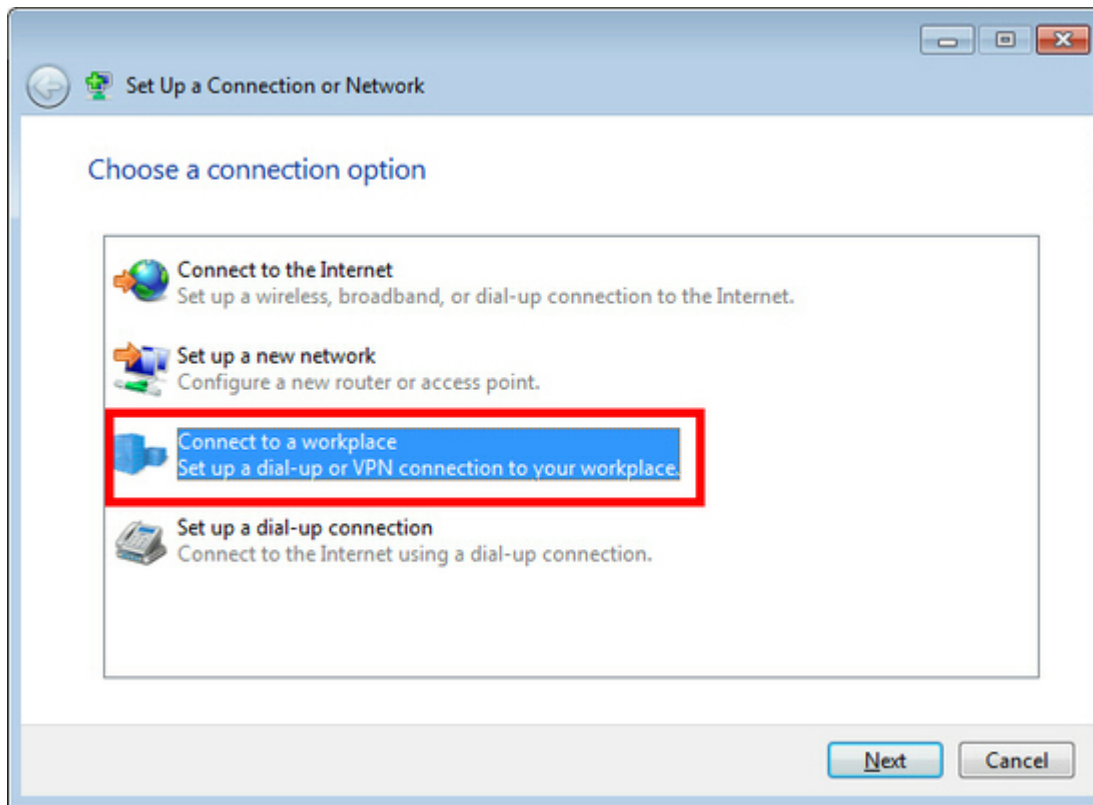 Set Up a Connection or Network
Choose a connection option
Connect to the Internet
Set up a wireless, broadband, or dial-up connection to the Internet.
Set up a new network
Configure a new router or access point.
Connect to a workplace
Set up a dial-up or VPN connection to your workplace.
Set up a dial-up connection
Connect to the Internet using a dial-up connection.
Next
Cancel